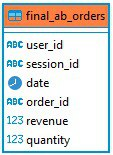 final_ab_orders
ABC user_id
ABC session_id
date
ABC order_id
123 revenue
123 quantity